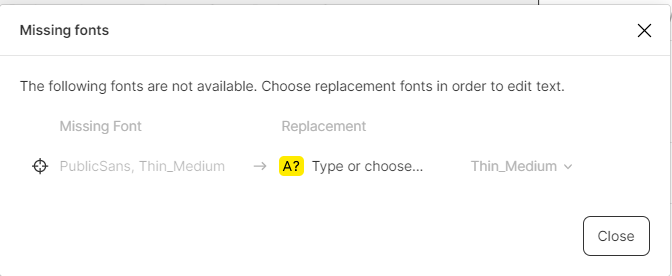 Missing fonts
The following fonts are not available. Choose replacement fonts in order to edit text.
Missing Font Replacement
PublicSans, Thin_Medium → A? Type or choose... Thin_Medium
Close